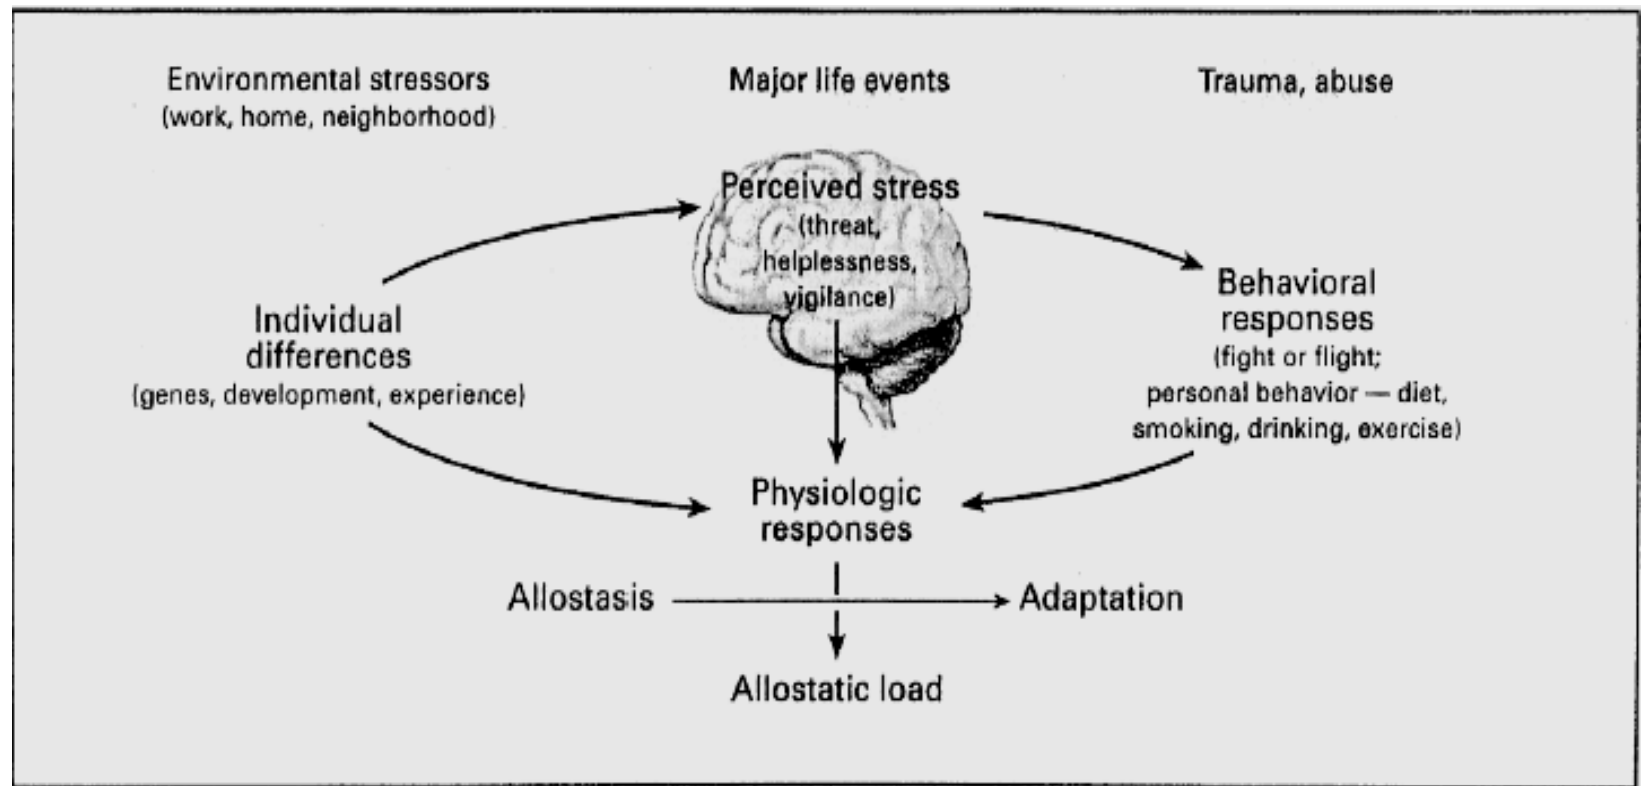 Environmental stressors
(work, home, neighborhood)
Major life events
Trauma, abuse
Perceived stress
(threat,
helplessness,
vigilance)
Individual
differences
(genes, development, experience)
Behavioral
responses
(fight or flight;
personal behavior — diet,
smoking, drinking, exercise)
Physiologic
responses
Allostasis
Adaptation
Allostatic load